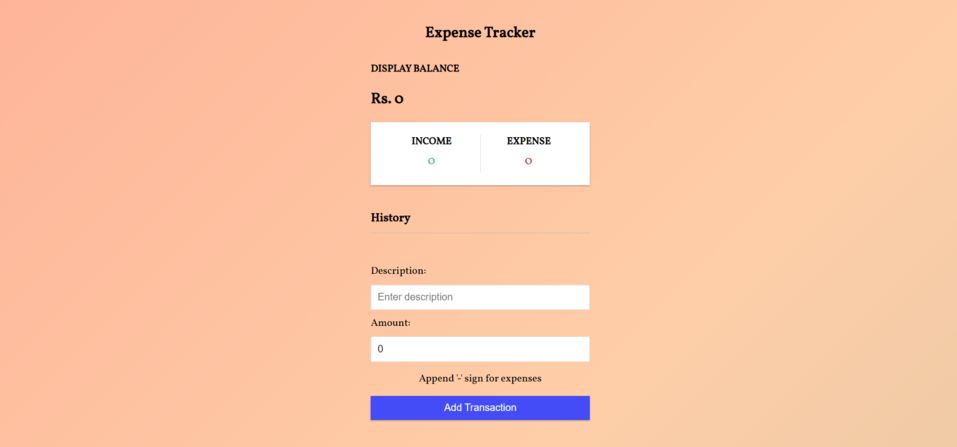 Expense Tracker
DISPLAY BALANCE
Rs. 0
INCOME EXPENSE
0 0
History
Description:
Enter description
Amount:
0
Append '-' sign for expenses
Add Transaction